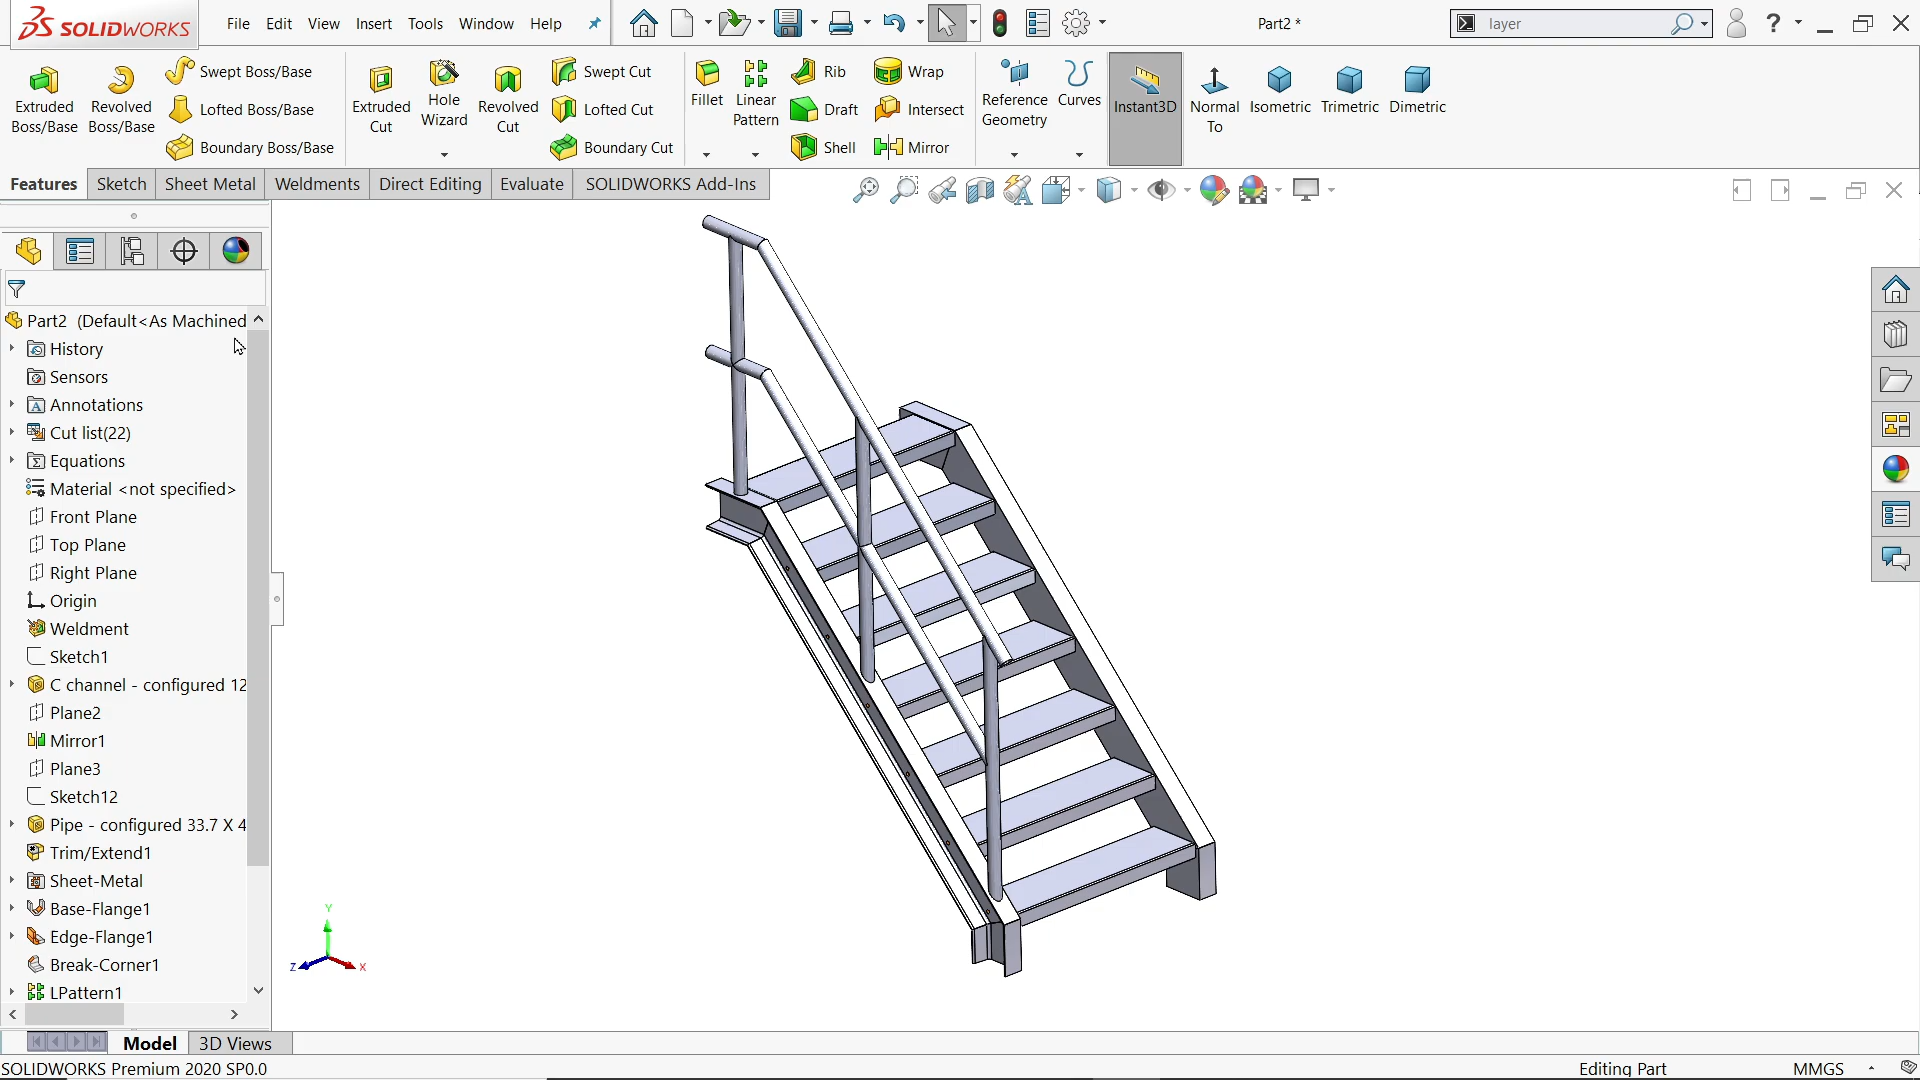 SOLIDWORKS
File Edit View Insert Tools Window Help
Part2 *
layer
?
Extruded Boss/Base
Revolved Boss/Base
Swept Boss/Base
Lofted Boss/Base
Boundary Boss/Base
Extruded Cut
Hole Wizard
Revolved Cut
Swept Cut
Lofted Cut
Boundary Cut
Fillet
Linear Pattern
Rib
Draft
Shell
Wrap
Intersect
Mirror
Reference Geometry
Curves
Instant3D
Normal To
Isometric
Trimetric
Dimetric
Features Sketch Sheet Metal Weldments Direct Editing Evaluate SOLIDWORKS Add-Ins
Part2 (Default<As Machined
History
Sensors
Annotations
Cut list(22)
Equations
Material <not specified>
Front Plane
Top Plane
Right Plane
Origin
Weldment
Sketch1
C channel - configured 12
Plane2
Mirror1
Plane3
Sketch12
Pipe - configured 33.7 X 4
Trim/Extend1
Sheet-Metal
Base-Flange1
Edge-Flange1
Break-Corner1
LPattern1
Y
Z
X
Model 3D Views
SOLIDWORKS Premium 2020 SP0.0
Editing Part
MMGS